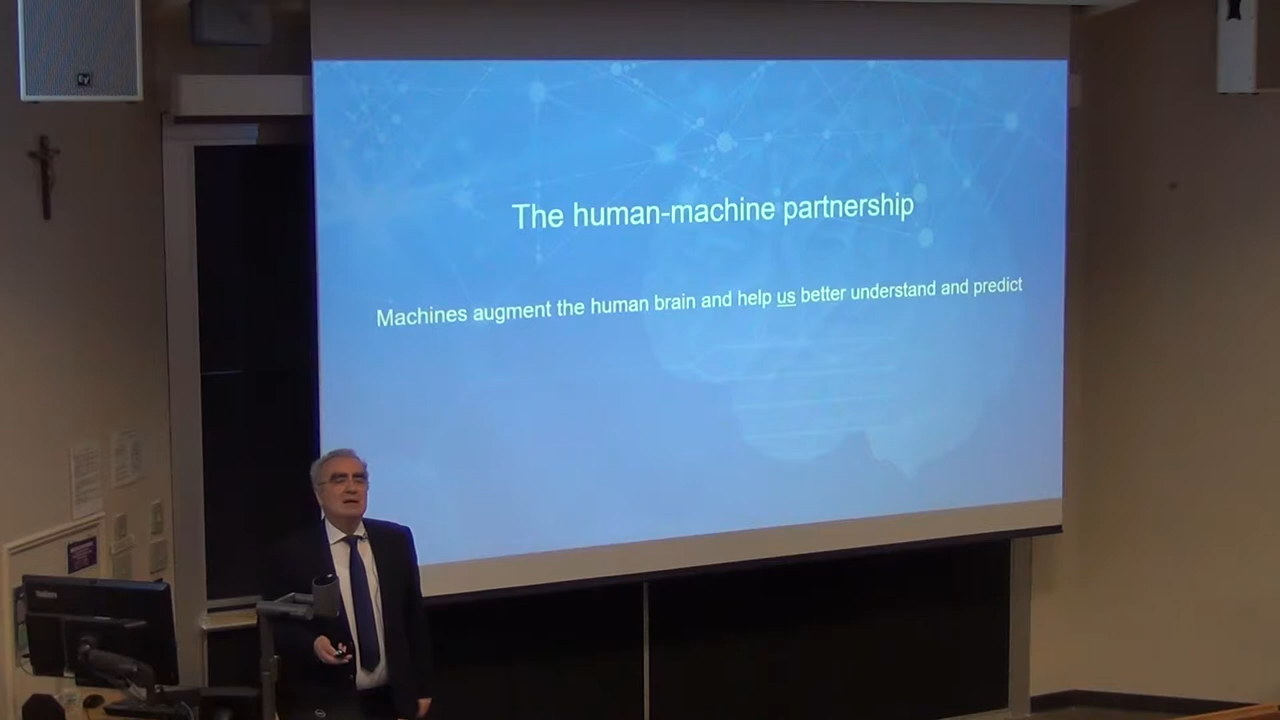 The human-machine partnership
Machines augment the human brain and help us better understand and predict